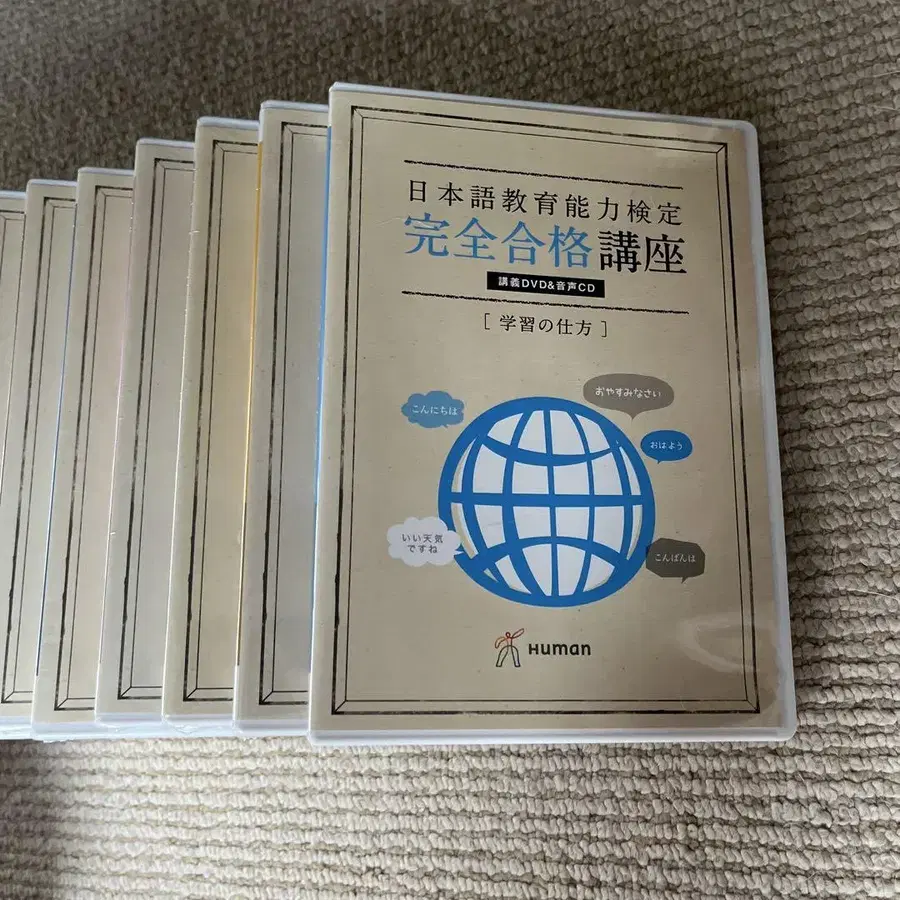 日本語教育能力検定
完全合格講座
講義DVD&音声CD
[ 学習の仕方 ]
おやすみなさい
こんにちは
おはよう
いい天気
ですね
こんばんは
Human